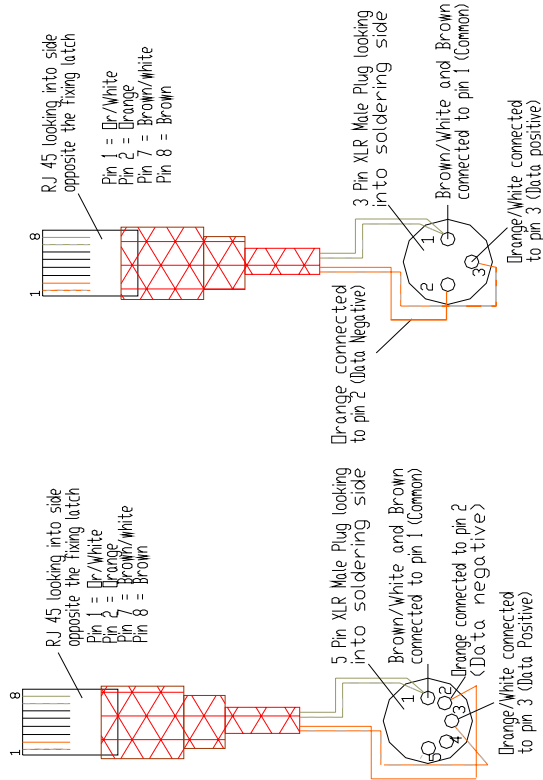 RJ 45 looking into side
opposite the fixing latch
Pin 1 = Or/White
Pin 2 = Orange
Pin 7 = Brown/white
Pin 8 = Brown
1
8
5 Pin XLR Male Plug looking
into soldering side
Brown/White and Brown
connected to pin 1 (Common)
Orange connected to pin 2
(Data negative)
Orange/White connected
to pin 3 (Data Positive)
1
2
3
4
5
RJ 45 looking into side
opposite the fixing latch
Pin 1 = Or/White
Pin 2 = Orange
Pin 7 = Brown/white
Pin 8 = Brown
1
8
Orange connected
to pin 2 (Data Negative)
3 Pin XLR Male Plug looking
into soldering side
Brown/White and Brown
connected to pin 1 (Common)
Orange/White connected
to pin 3 (Data positive)
1
2
3